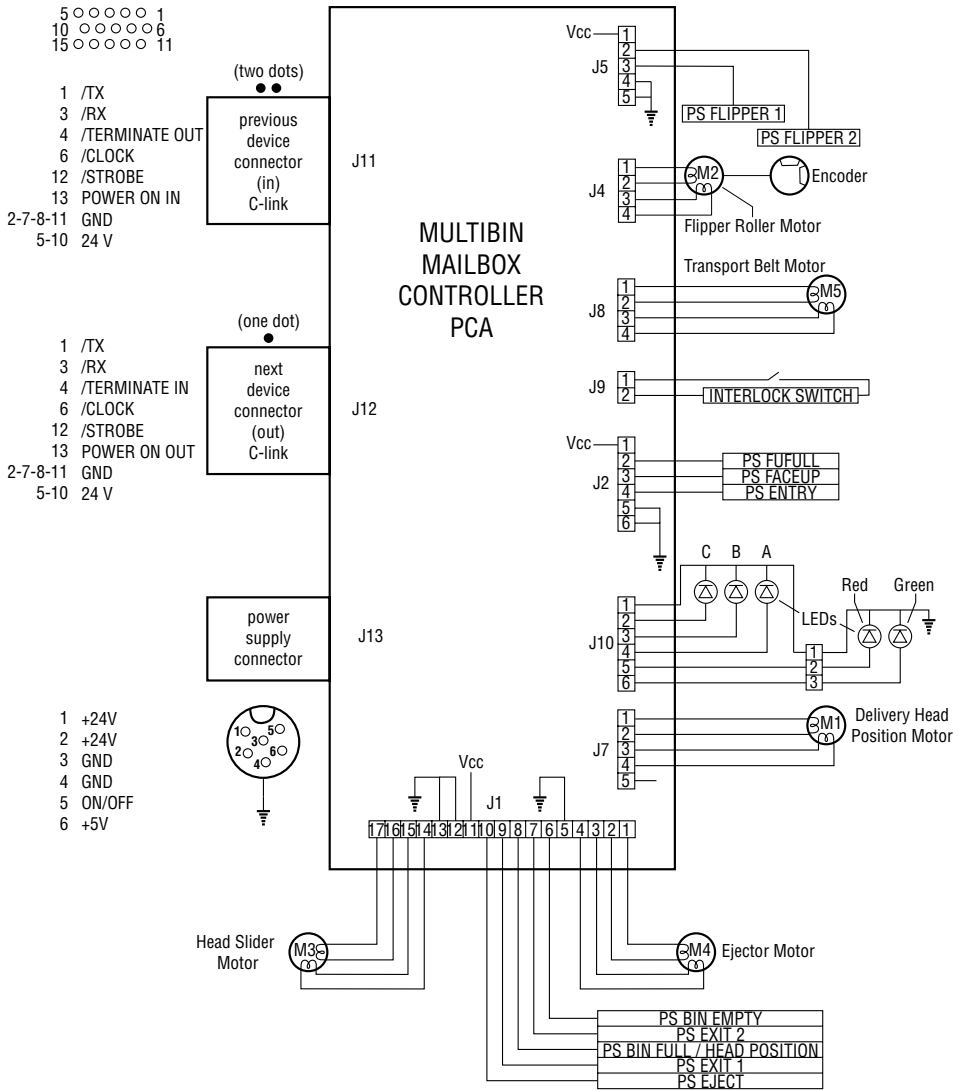 5 1
10 6
15 11
1 /TX
3 /RX
4 /TERMINATE OUT
6 /CLOCK
12 /STROBE
13 POWER ON IN
2-7-8-11 GND
5-10 24 V
(two dots)
previous
device
connector
(in)
C-link
J11
1 /TX
3 /RX
4 /TERMINATE IN
6 /CLOCK
12 /STROBE
13 POWER ON OUT
2-7-8-11 GND
5-10 24 V
(one dot)
next
device
connector
(out)
C-link
J12
power
supply
connector
J13
1 +24V
2 +24V
3 GND
4 GND
5 ON/OFF
6 +5V
1 5
3
2 6
4
MULTIBIN
MAILBOX
CONTROLLER
PCA
Vcc
J5
1
2
3
4
5
PS FLIPPER 1
PS FLIPPER 2
J4
1
2
3
4
M2
Encoder
Flipper Roller Motor
Transport Belt Motor
J8
1
2
3
4
M5
J9
1
2
INTERLOCK SWITCH
Vcc
J2
1
2
3
4
5
6
PS FUFULL
PS FACEUP
PS ENTRY
C B A
LEDs
Red Green
J10
1
2
3
4
5
6
1
2
3
J7
1
2
3
4
5
M1
Delivery Head
Position Motor
Vcc
J1
17 16 15 14 13 12 11 10 9 8 7 6 5 4 3 2 1
Head Slider
Motor
M3
M4
Ejector Motor
PS BIN EMPTY
PS EXIT 2
PS BIN FULL / HEAD POSITION
PS EXIT 1
PS EJECT